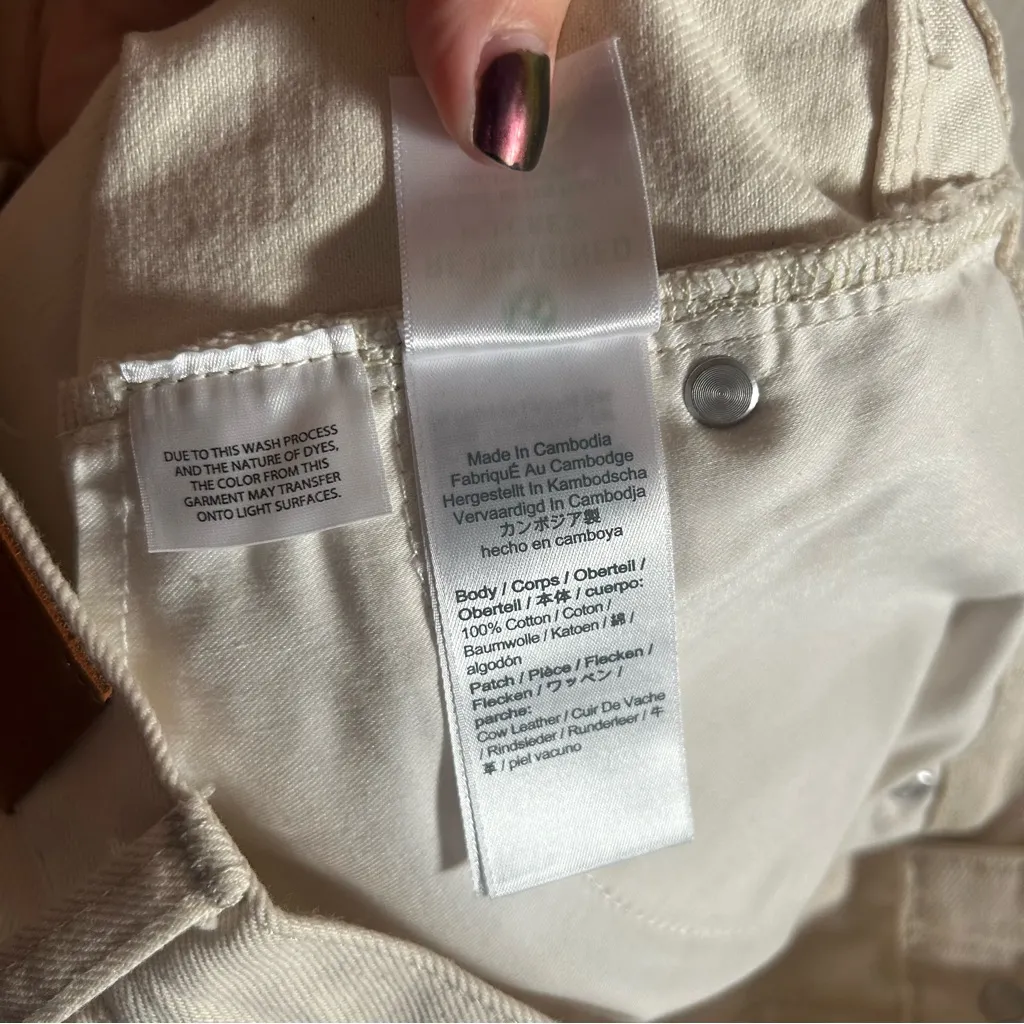 DUE TO THIS WASH PROCESS
AND THE NATURE OF DYES,
THE COLOR FROM THIS
GARMENT MAY TRANSFER
ONTO LIGHT SURFACES.
Made In Cambodia
FabriquÉ Au Cambodge
Hergestellt In Kambodscha
Vervaardigd In Cambodja
カンボジア製
hecho en camboya
Body / Corps / Oberteil /
Oberteil / 本体 / cuerpo:
100% Cotton / Coton /
Baumwolle / Katoen / 綿 /
algodón
Patch / Pièce / Flecken /
Flecken / ワッペン /
parche:
Cow Leather / Cuir De Vache
/ Rindsleder / Runderleer / 牛
革 / piel vacuno